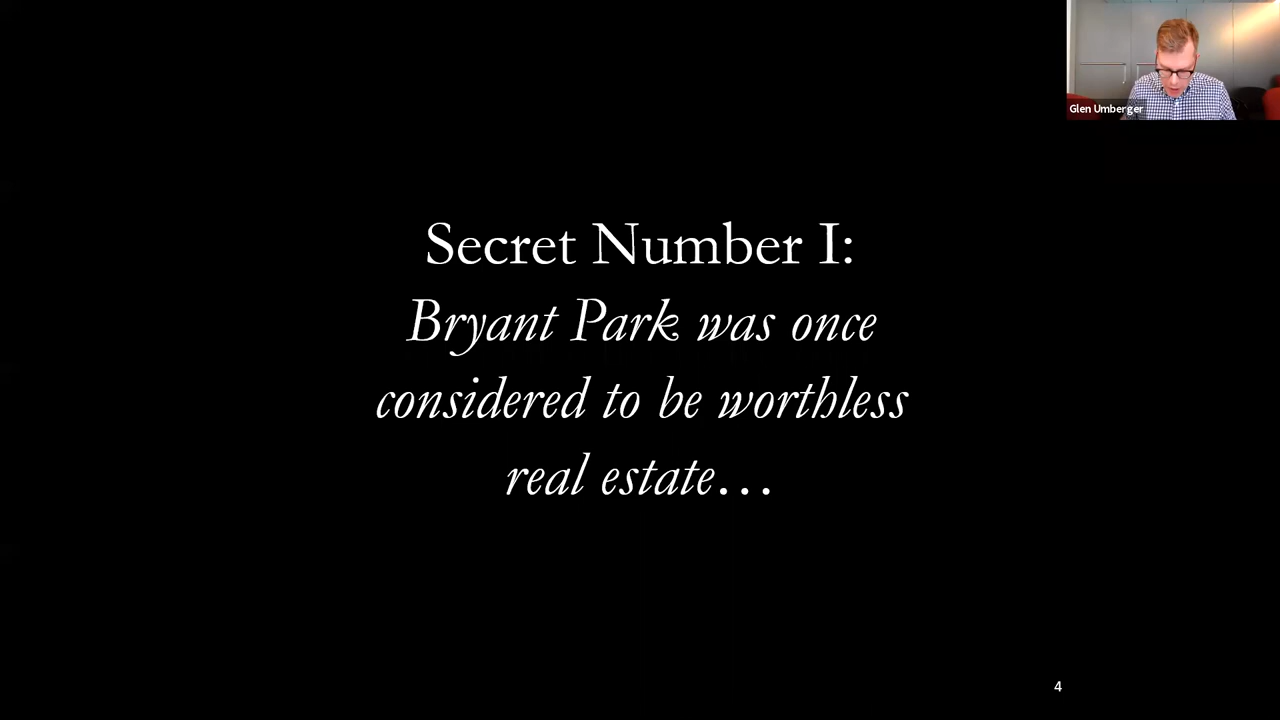 Glen Umberger
Secret Number I:
Bryant Park was once
considered to be worthless
real estate...
4